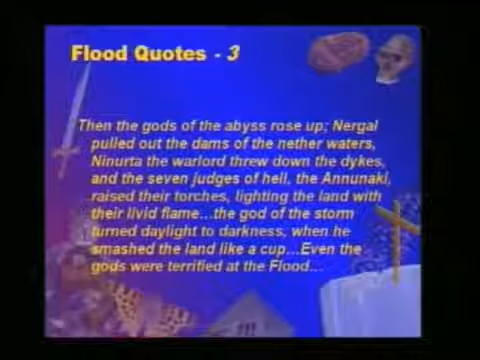 Flood Quotes - 3
Then the gods of the abyss rose up; Nergal
pulled out the dams of the nether waters,
Ninurta the warlord threw down the dykes,
and the seven judges of hell, the Annunaki,
raised their torches, lighting the land with
their livid flame...the god of the storm
turned daylight to darkness, when he
smashed the land like a cup...Even the
gods were terrified at the Flood...